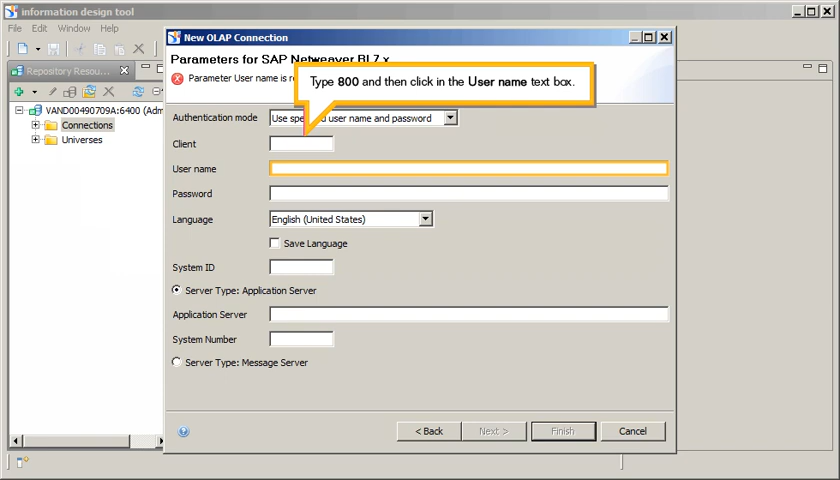 information design tool
File Edit Window Help
New OLAP Connection
Parameters for SAP Netweaver BI 7.x
Parameter User name is re
Type 800 and then click in the User name text box.
Repository Resou...
VAND00490709A:6400 (Adm
Connections
Universes
Authentication mode
Use user name and password
Client
User name
Password
Language
English (United States)
Save Language
System ID
Server Type: Application Server
Application Server
System Number
Server Type: Message Server
< Back
Next >
Finish
Cancel